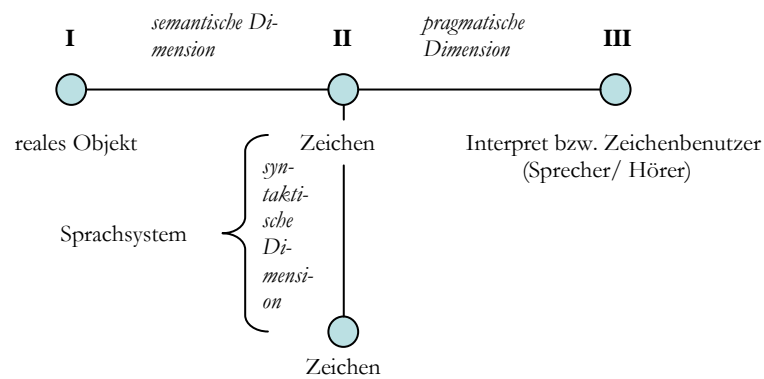 I
semantische Di-
mension
II
pragmatische
Dimension
III
reales Objekt
Zeichen
Interpret bzw. Zeichenbenutzer
(Sprecher/ Hörer)
syn-
takti-
sche
Di-
mensi-
on
Sprachsystem
Zeichen